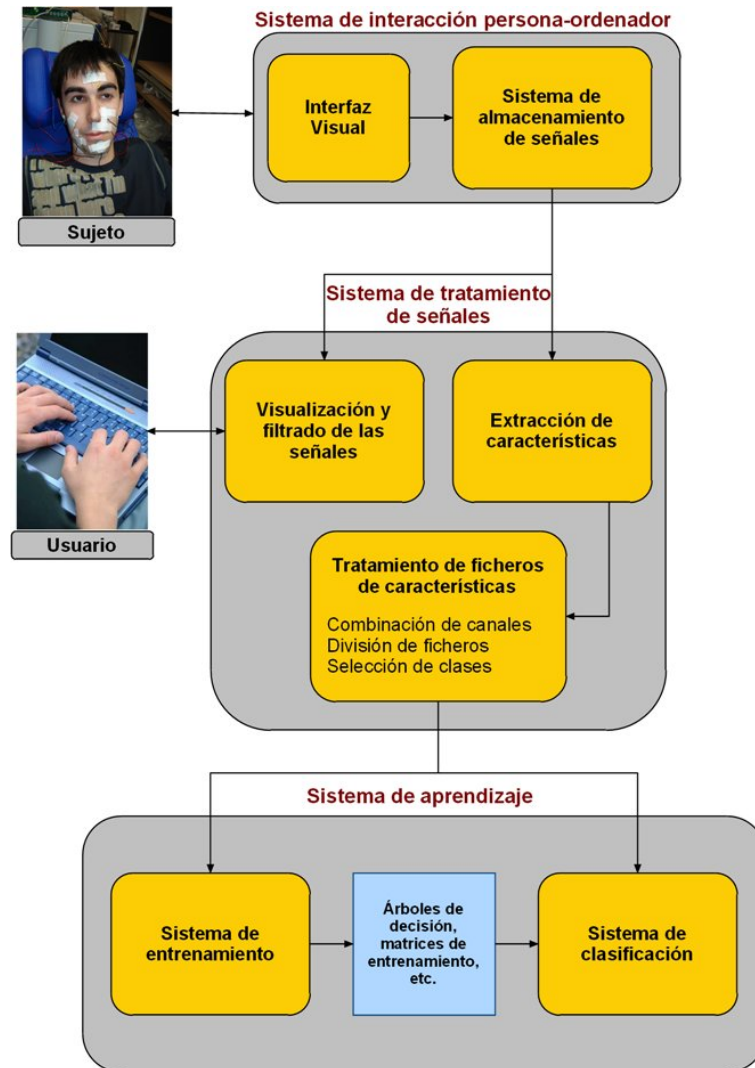 Sistema de interacción persona-ordenador
Interfaz
Visual
Sistema de
almacenamiento
de señales
Sujeto
Sistema de tratamiento
de señales
Visualización y
filtrado de las
señales
Extracción de
características
Usuario
Tratamiento de ficheros
de características
Combinación de canales
División de ficheros
Selección de clases
Sistema de aprendizaje
Sistema de
entrenamiento
Árboles de
decisión,
matrices de
entrenamiento,
etc.
Sistema de
clasificación